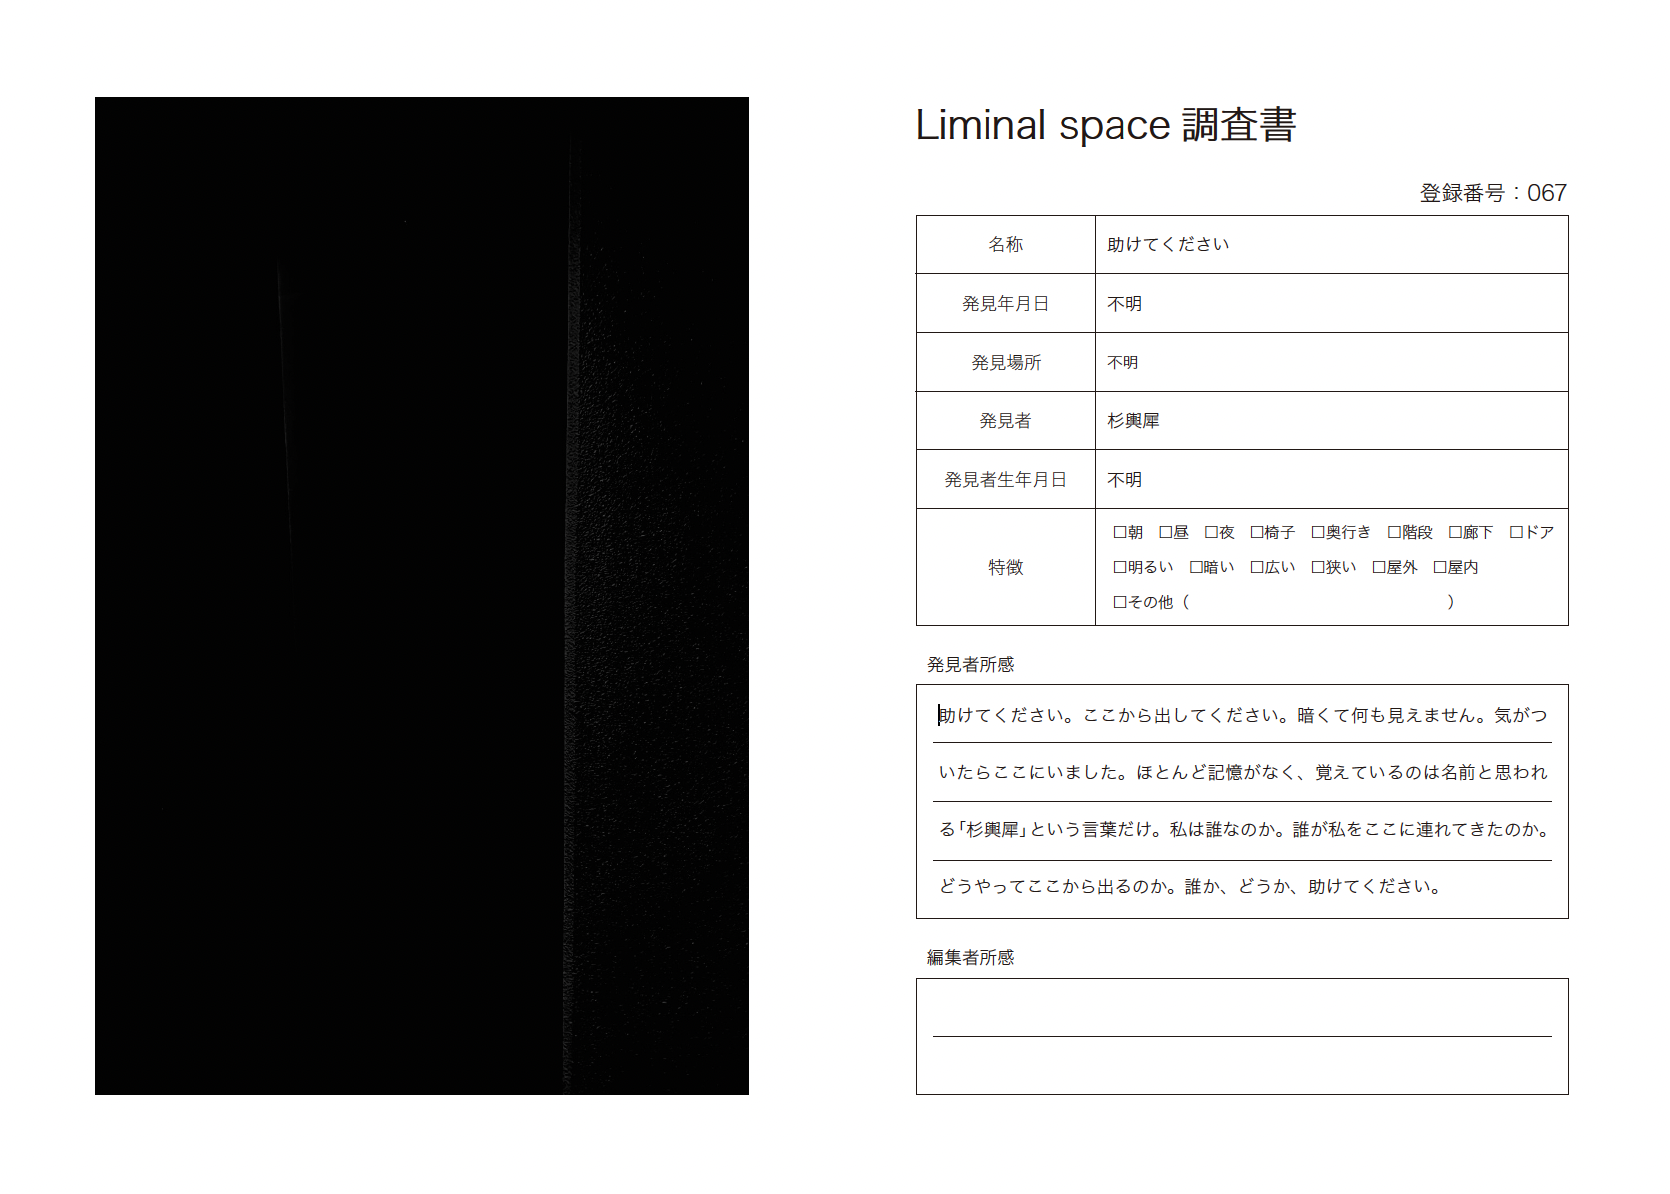 Liminal space 調査書
登録番号：067
名称 助けてください
発見年月日 不明
発見場所 不明
発見者 杉輿犀
発見者生年月日 不明
特徴
□朝 □昼 □夜 □椅子 □奥行き □階段 □廊下 □ドア
□明るい □暗い □広い □狭い □屋外 □屋内
□その他（ ）
発見者所感
助けてください。ここから出してください。暗くて何も見えません。気がつ
いたらここにいました。ほとんど記憶がなく、覚えているのは名前と思われ
る「杉輿犀」という言葉だけ。私は誰なのか。誰が私をここに連れてきたのか。
どうやってここから出るのか。誰か、どうか、助けてください。
編集者所感